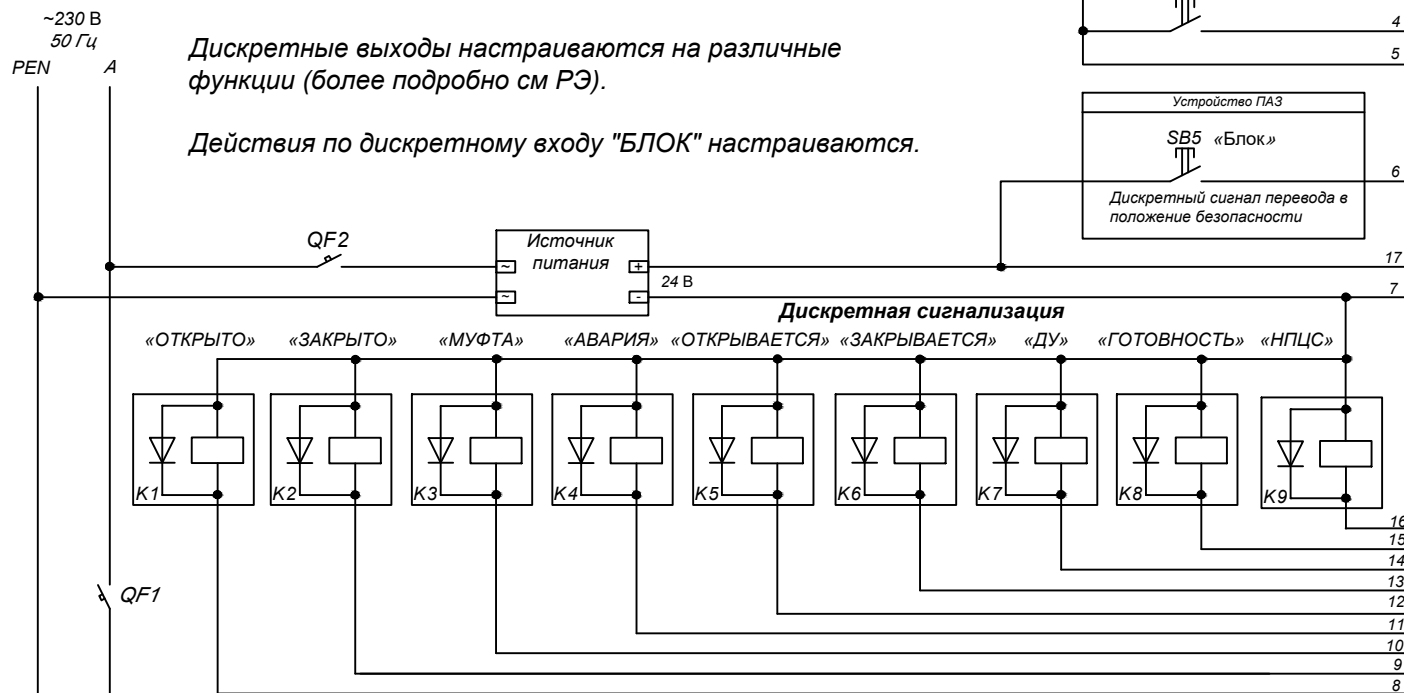 ~230 В
50 Гц
PEN A
Дискретные выходы настраиваются на различные
функции (более подробно см РЭ).
Действия по дискретному входу "БЛОК" настраиваются.
4
5
Устройство ПАЗ
SB5 «Блок»
6
Дискретный сигнал перевода в
положение безопасности
QF2
Источник
питания
~ +
~ -
24 В
17
7
Дискретная сигнализация
«ОТКРЫТО» «ЗАКРЫТО» «МУФТА» «АВАРИЯ» «ОТКРЫВАЕТСЯ» «ЗАКРЫВАЕТСЯ» «ДУ» «ГОТОВНОСТЬ» «НПЦС»
K1 K2 K3 K4 K5 K6 K7 K8 K9
16
15
14
13
12
11
10
9
8
QF1